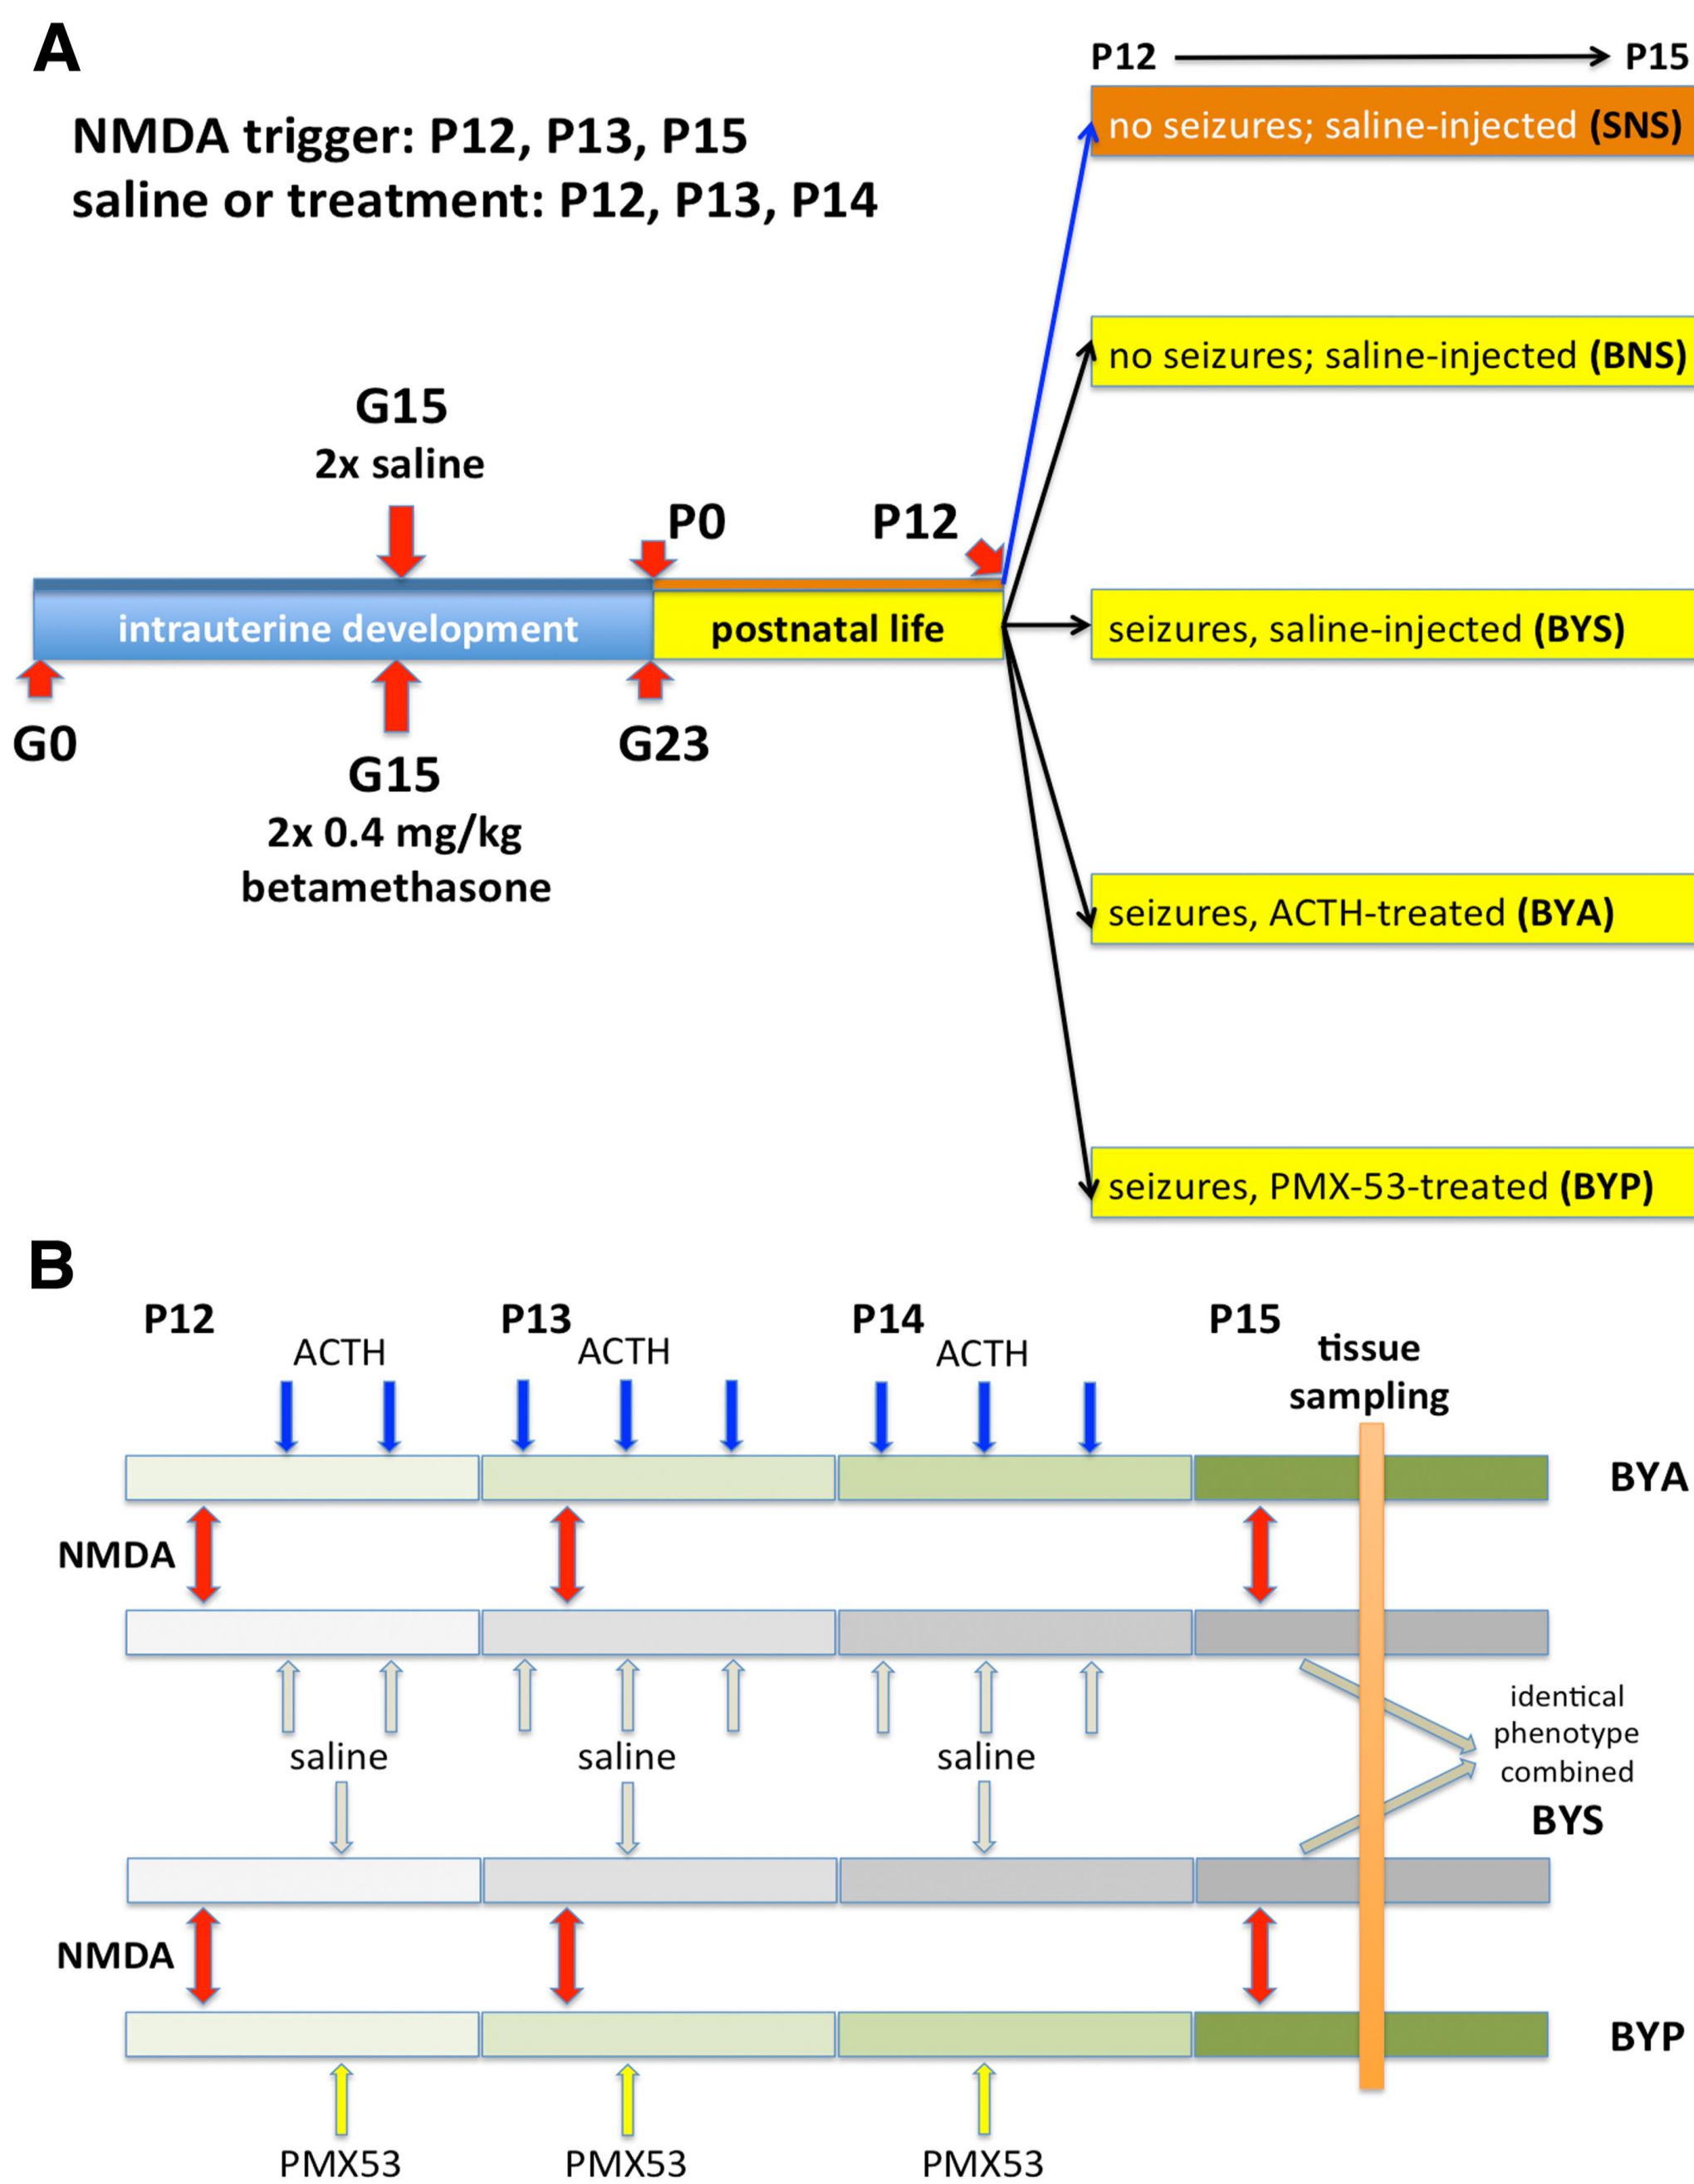 A
P12
P15
NMDA trigger: P12, P13, P15
saline or treatment: P12, P13, P14
no seizures; saline-injected (SNS)
no seizures; saline-injected (BNS)
G15
2x saline
P0
P12
intrauterine development
postnatal life
seizures, saline-injected (BYS)
G0
G23
G15
2x 0.4 mg/kg
betamethasone
seizures, ACTH-treated (BYA)
seizures, PMX-53-treated (BYP)
B
P12
P13
P14
P15
ACTH
ACTH
ACTH
tissue
sampling
BYA
NMDA
saline
saline
saline
identical
phenotype
combined
BYS
NMDA
BYP
PMX53
PMX53
PMX53